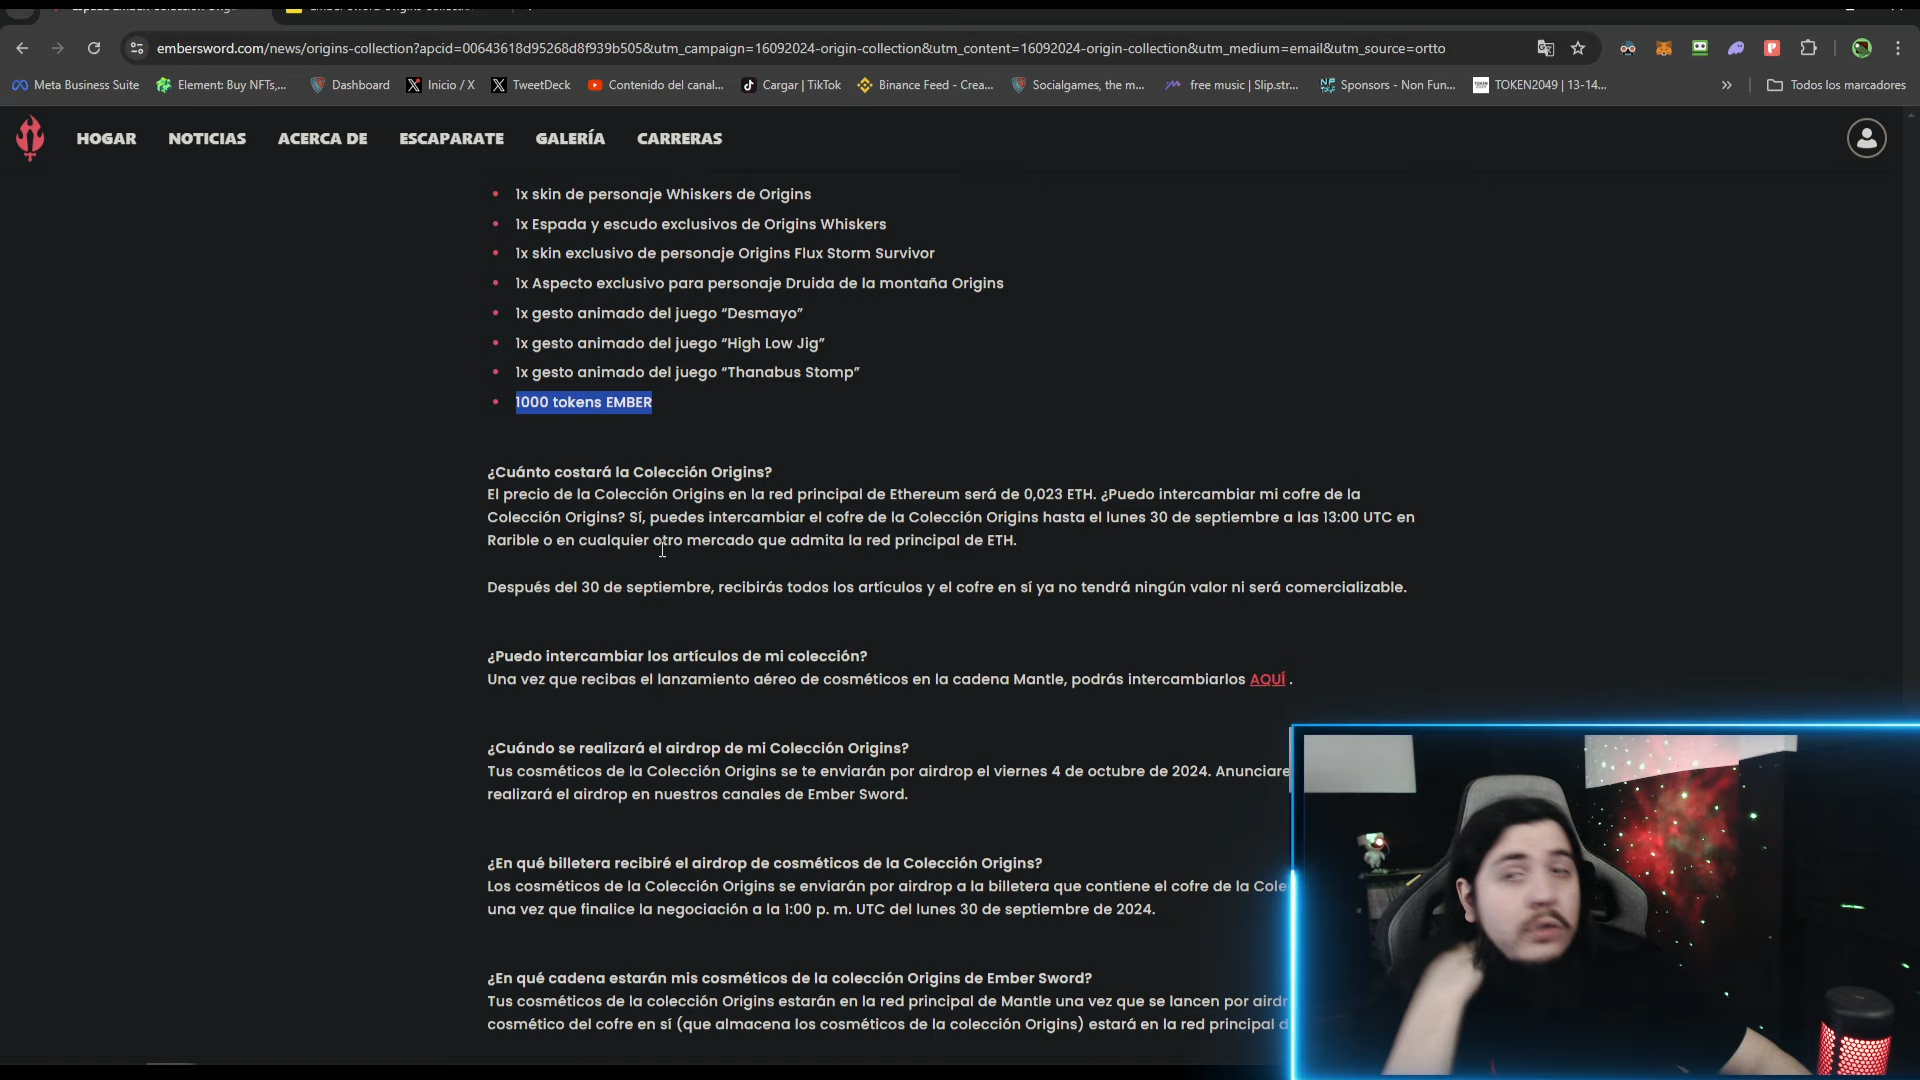 embersword.com/news/origins-collection?apcid=00643618d95268d8f939b505&utm_campaign=16092024-origin-collection&utm_content=16092024-origin-collection&utm_medium=email&utm_source=ortto
Meta Business Suite
Element: Buy NFTs,...
Dashboard
Inicio / X
TweetDeck
Contenido del canal...
Cargar | TikTok
Binance Feed - Crea...
Socialgames, the m...
free music | Slip.str...
Sponsors - Non Fun...
TOKEN2049 | 13-14...
Todos los marcadores
HOGAR NOTICIAS ACERCA DE ESCAPARATE GALERÍA CARRERAS
1x skin de personaje Whiskers de Origins
1x Espada y escudo exclusivos de Origins Whiskers
1x skin exclusivo de personaje Origins Flux Storm Survivor
1x Aspecto exclusivo para personaje Druida de la montaña Origins
1x gesto animado del juego “Desmayo”
1x gesto animado del juego “High Low Jig”
1x gesto animado del juego “Thanabus Stomp”
1000 tokens EMBER
¿Cuánto costará la Colección Origins?
El precio de la Colección Origins en la red principal de Ethereum será de 0,023 ETH. ¿Puedo intercambiar mi cofre de la
Colección Origins? Sí, puedes intercambiar el cofre de la Colección Origins hasta el lunes 30 de septiembre a las 13:00 UTC en
Rarible o en cualquier otro mercado que admita la red principal de ETH.
Después del 30 de septiembre, recibirás todos los artículos y el cofre en sí ya no tendrá ningún valor ni será comercializable.
¿Puedo intercambiar los artículos de mi colección?
Una vez que recibas el lanzamiento aéreo de cosméticos en la cadena Mantle, podrás intercambiarlos AQUÍ .
¿Cuándo se realizará el airdrop de mi Colección Origins?
Tus cosméticos de la Colección Origins se te enviarán por airdrop el viernes 4 de octubre de 2024. Anunciare
realizará el airdrop en nuestros canales de Ember Sword.
¿En qué billetera recibiré el airdrop de cosméticos de la Colección Origins?
Los cosméticos de la Colección Origins se enviarán por airdrop a la billetera que contiene el cofre de la Cole
una vez que finalice la negociación a la 1:00 p. m. UTC del lunes 30 de septiembre de 2024.
¿En qué cadena estarán mis cosméticos de la colección Origins de Ember Sword?
Tus cosméticos de la colección Origins estarán en la red principal de Mantle una vez que se lancen por airdr
cosmético del cofre en sí (que almacena los cosméticos de la colección Origins) estará en la red principal d